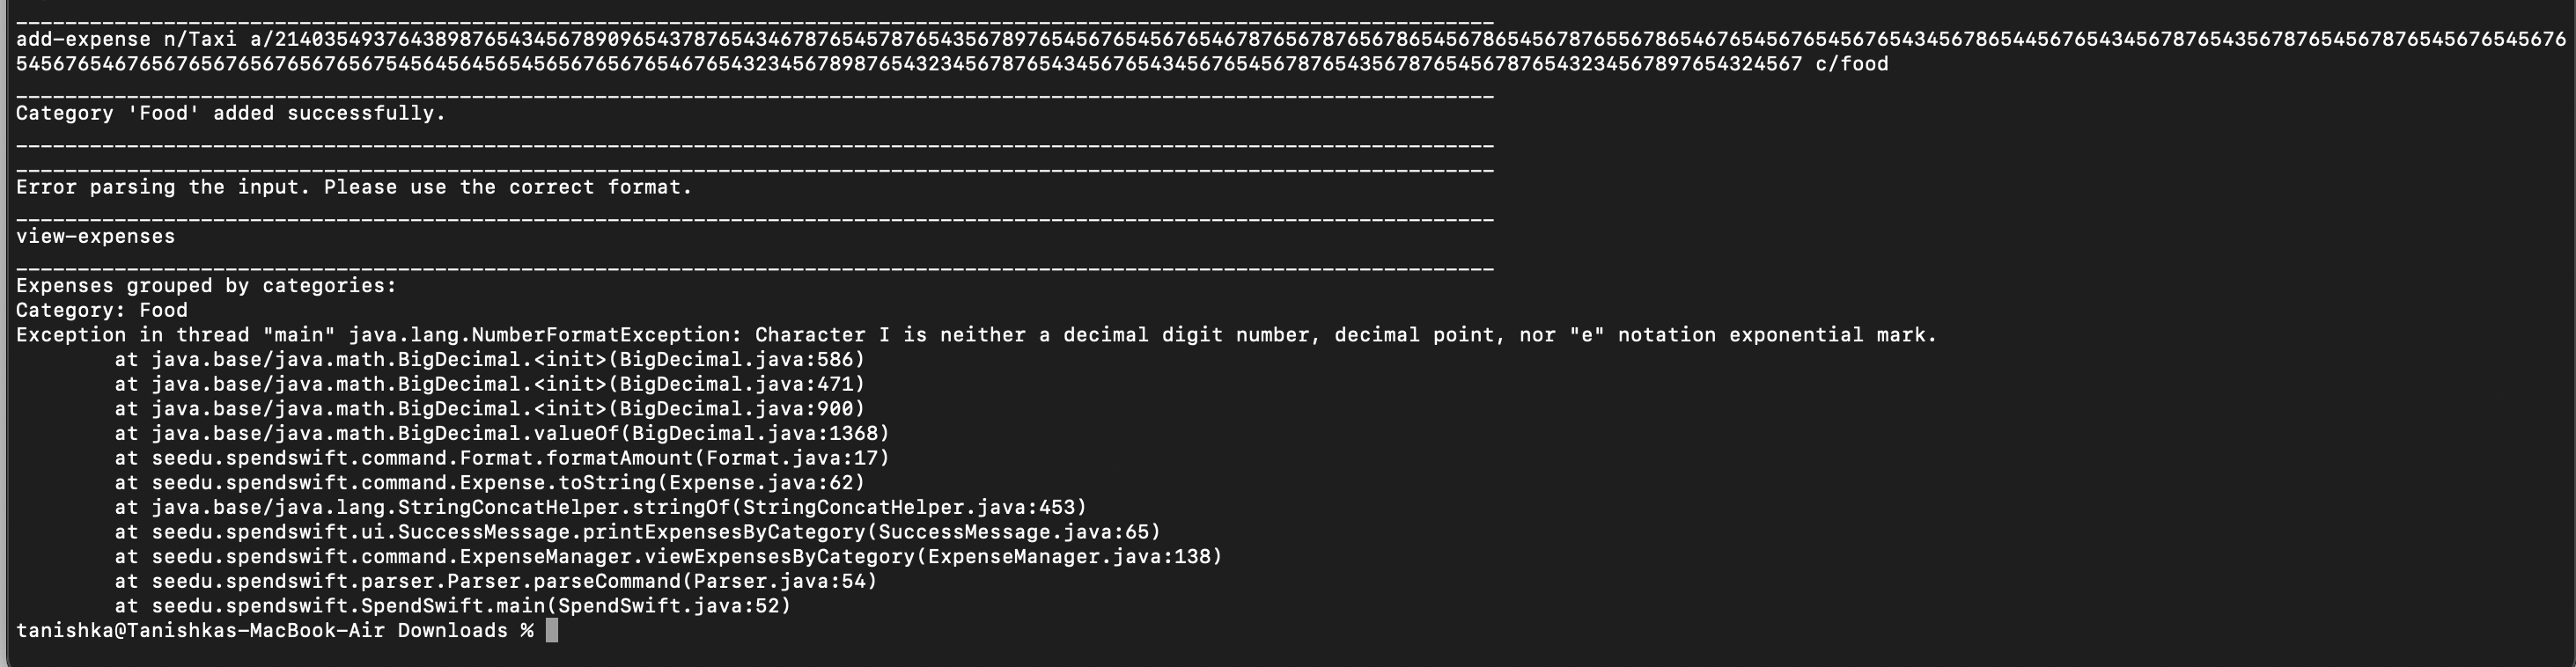 add-expense n/Taxi a/2140354937643898765434567890965437876543467876545787654356789765456765456765467876567876567865456786545678765567865467654567654567654345678654456765434567876543567876545678765456765456​76
545676546765676567656765676567545645645654565676567654676543234567898765432345678765434567654345676545678765435678765456787654323456789765​4324567 c/food
Category 'Food' added successfully.
Error parsing the input. Please use the correct format.
view-expenses
Expenses grouped by categories:
Category: Food
Exception in thread "main" java.lang.NumberFormatException: Character I is neither a decimal digit number, decimal point, nor "e" notation exponential mark.
at java.base/java.math.BigDecimal.<init>(BigDecimal.java:586)
at java.base/java.math.BigDecimal.<init>(BigDecimal.java:471)
at java.base/java.math.BigDecimal.<init>(BigDecimal.java:900)
at java.base/java.math.BigDecimal.valueOf(BigDecimal.java:1368)
at seedu.spendswift.command.Format.formatAmount(Format.java:17)
at seedu.spendswift.command.Expense.toString(Expense.java:62)
at java.base/java.lang.StringConcatHelper.stringOf(StringConcatHelper.java:453)
at seedu.spendswift.ui.SuccessMessage.printExpensesByCategory(SuccessMessage.java:65)
at seedu.spendswift.command.ExpenseManager.viewExpensesByCategory(ExpenseManager.java:138)
at seedu.spendswift.parser.Parser.parseCommand(Parser.java:54)
at seedu.spendswift.SpendSwift.main(SpendSwift.java:52)
tanishka@Tanishkas-MacBook-Air Downloads %